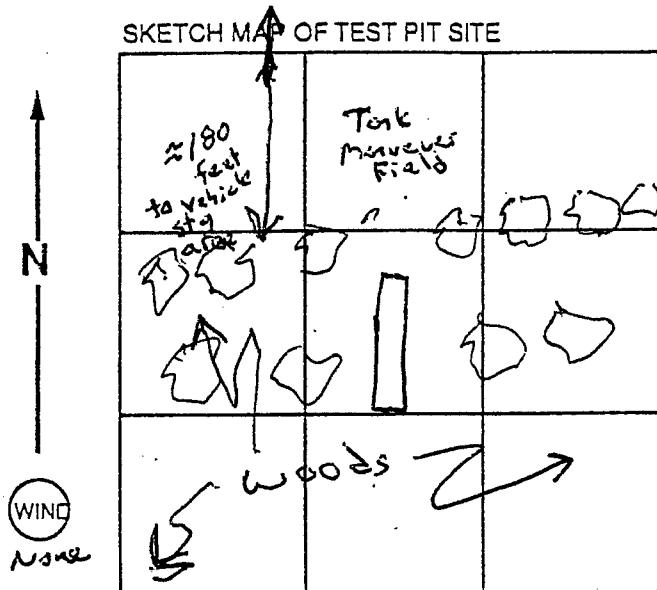 SKETCH MAP OF TEST PIT SITE
≈180
feet
to vehicle
stg
area
Tank
Maneuver
Field
N
woods
WIND
None